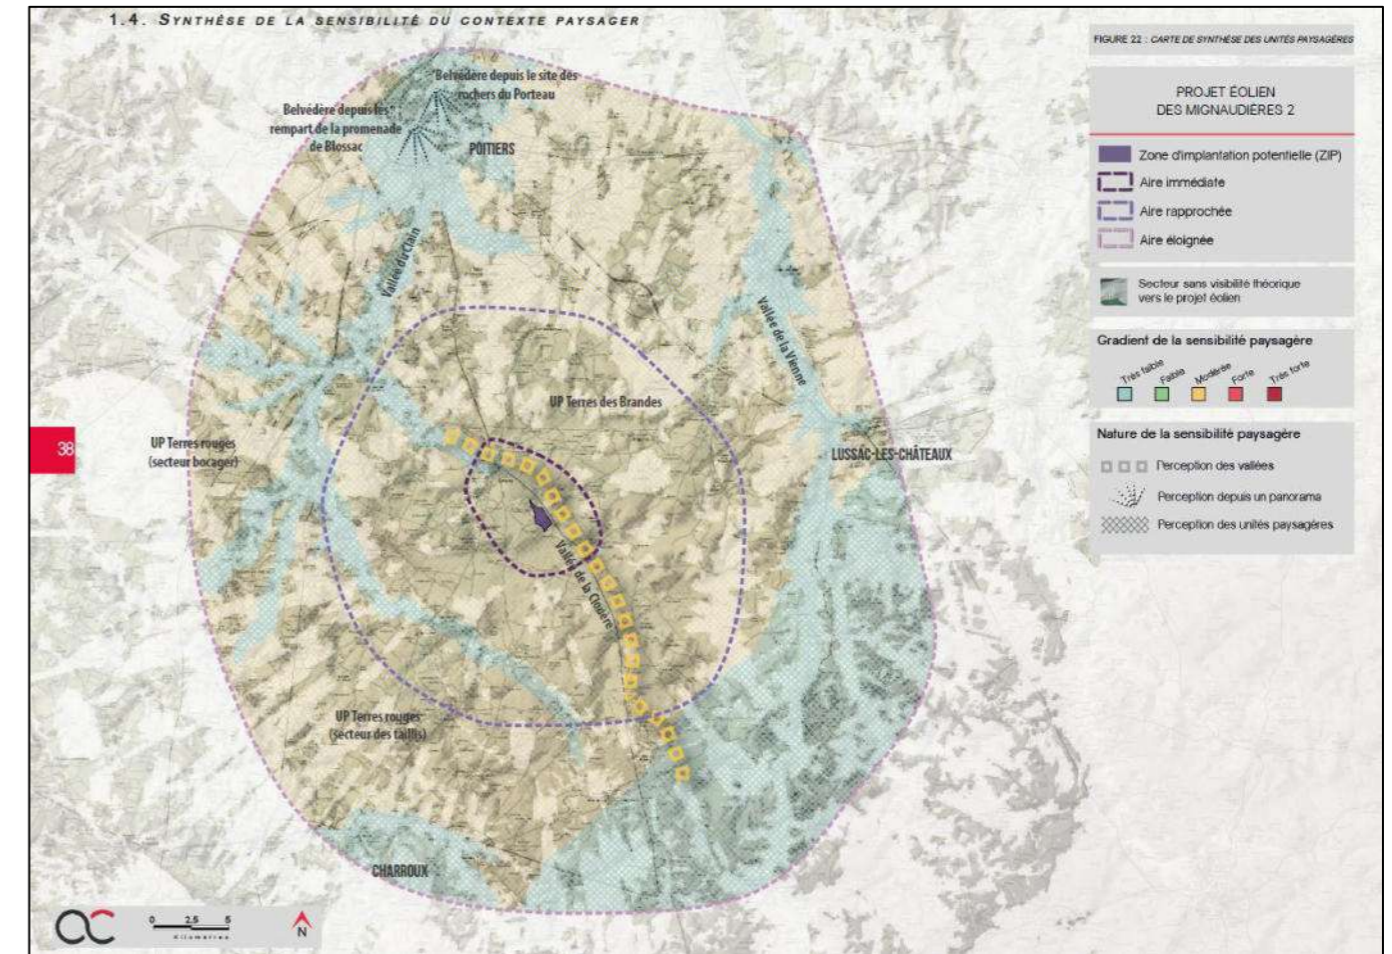 1.4. SYNTHÈSE DE LA SENSIBILITÉ DU CONTEXTE PAYSAGER
FIGURE 22 : CARTE DE SYNTHÈSE DES UNITÉS PAYSAGÈRES
PROJET ÉOLIEN
DES MIGNAUDIÈRES 2
Zone d'implantation potentielle (ZIP)
Aire immédiate
Aire rapprochée
Aire éloignée
Secteur sans visibilité théorique
vers le projet éolien
Gradient de la sensibilité paysagère
Très faible
Faible
Modérée
Forte
Très forte
Nature de la sensibilité paysagère
Perception des vallées
Perception depuis un panorama
Perception des unités paysagères
Belvédère depuis le site des
rochers du Porteau
Belvédère depuis les
rempart de la promenade
de Blossac
POITIERS
Vallée du Clain
Vallée de la Vienne
UP Terres des Brandes
UP Terres rouges
(secteur bocager)
LUSSAC-LES-CHÂTEAUX
Vallée de la Clouère
UP Terres rouges
(secteur des taillis)
CHARROUX
38
0 2,5 5
Kilomètres
N